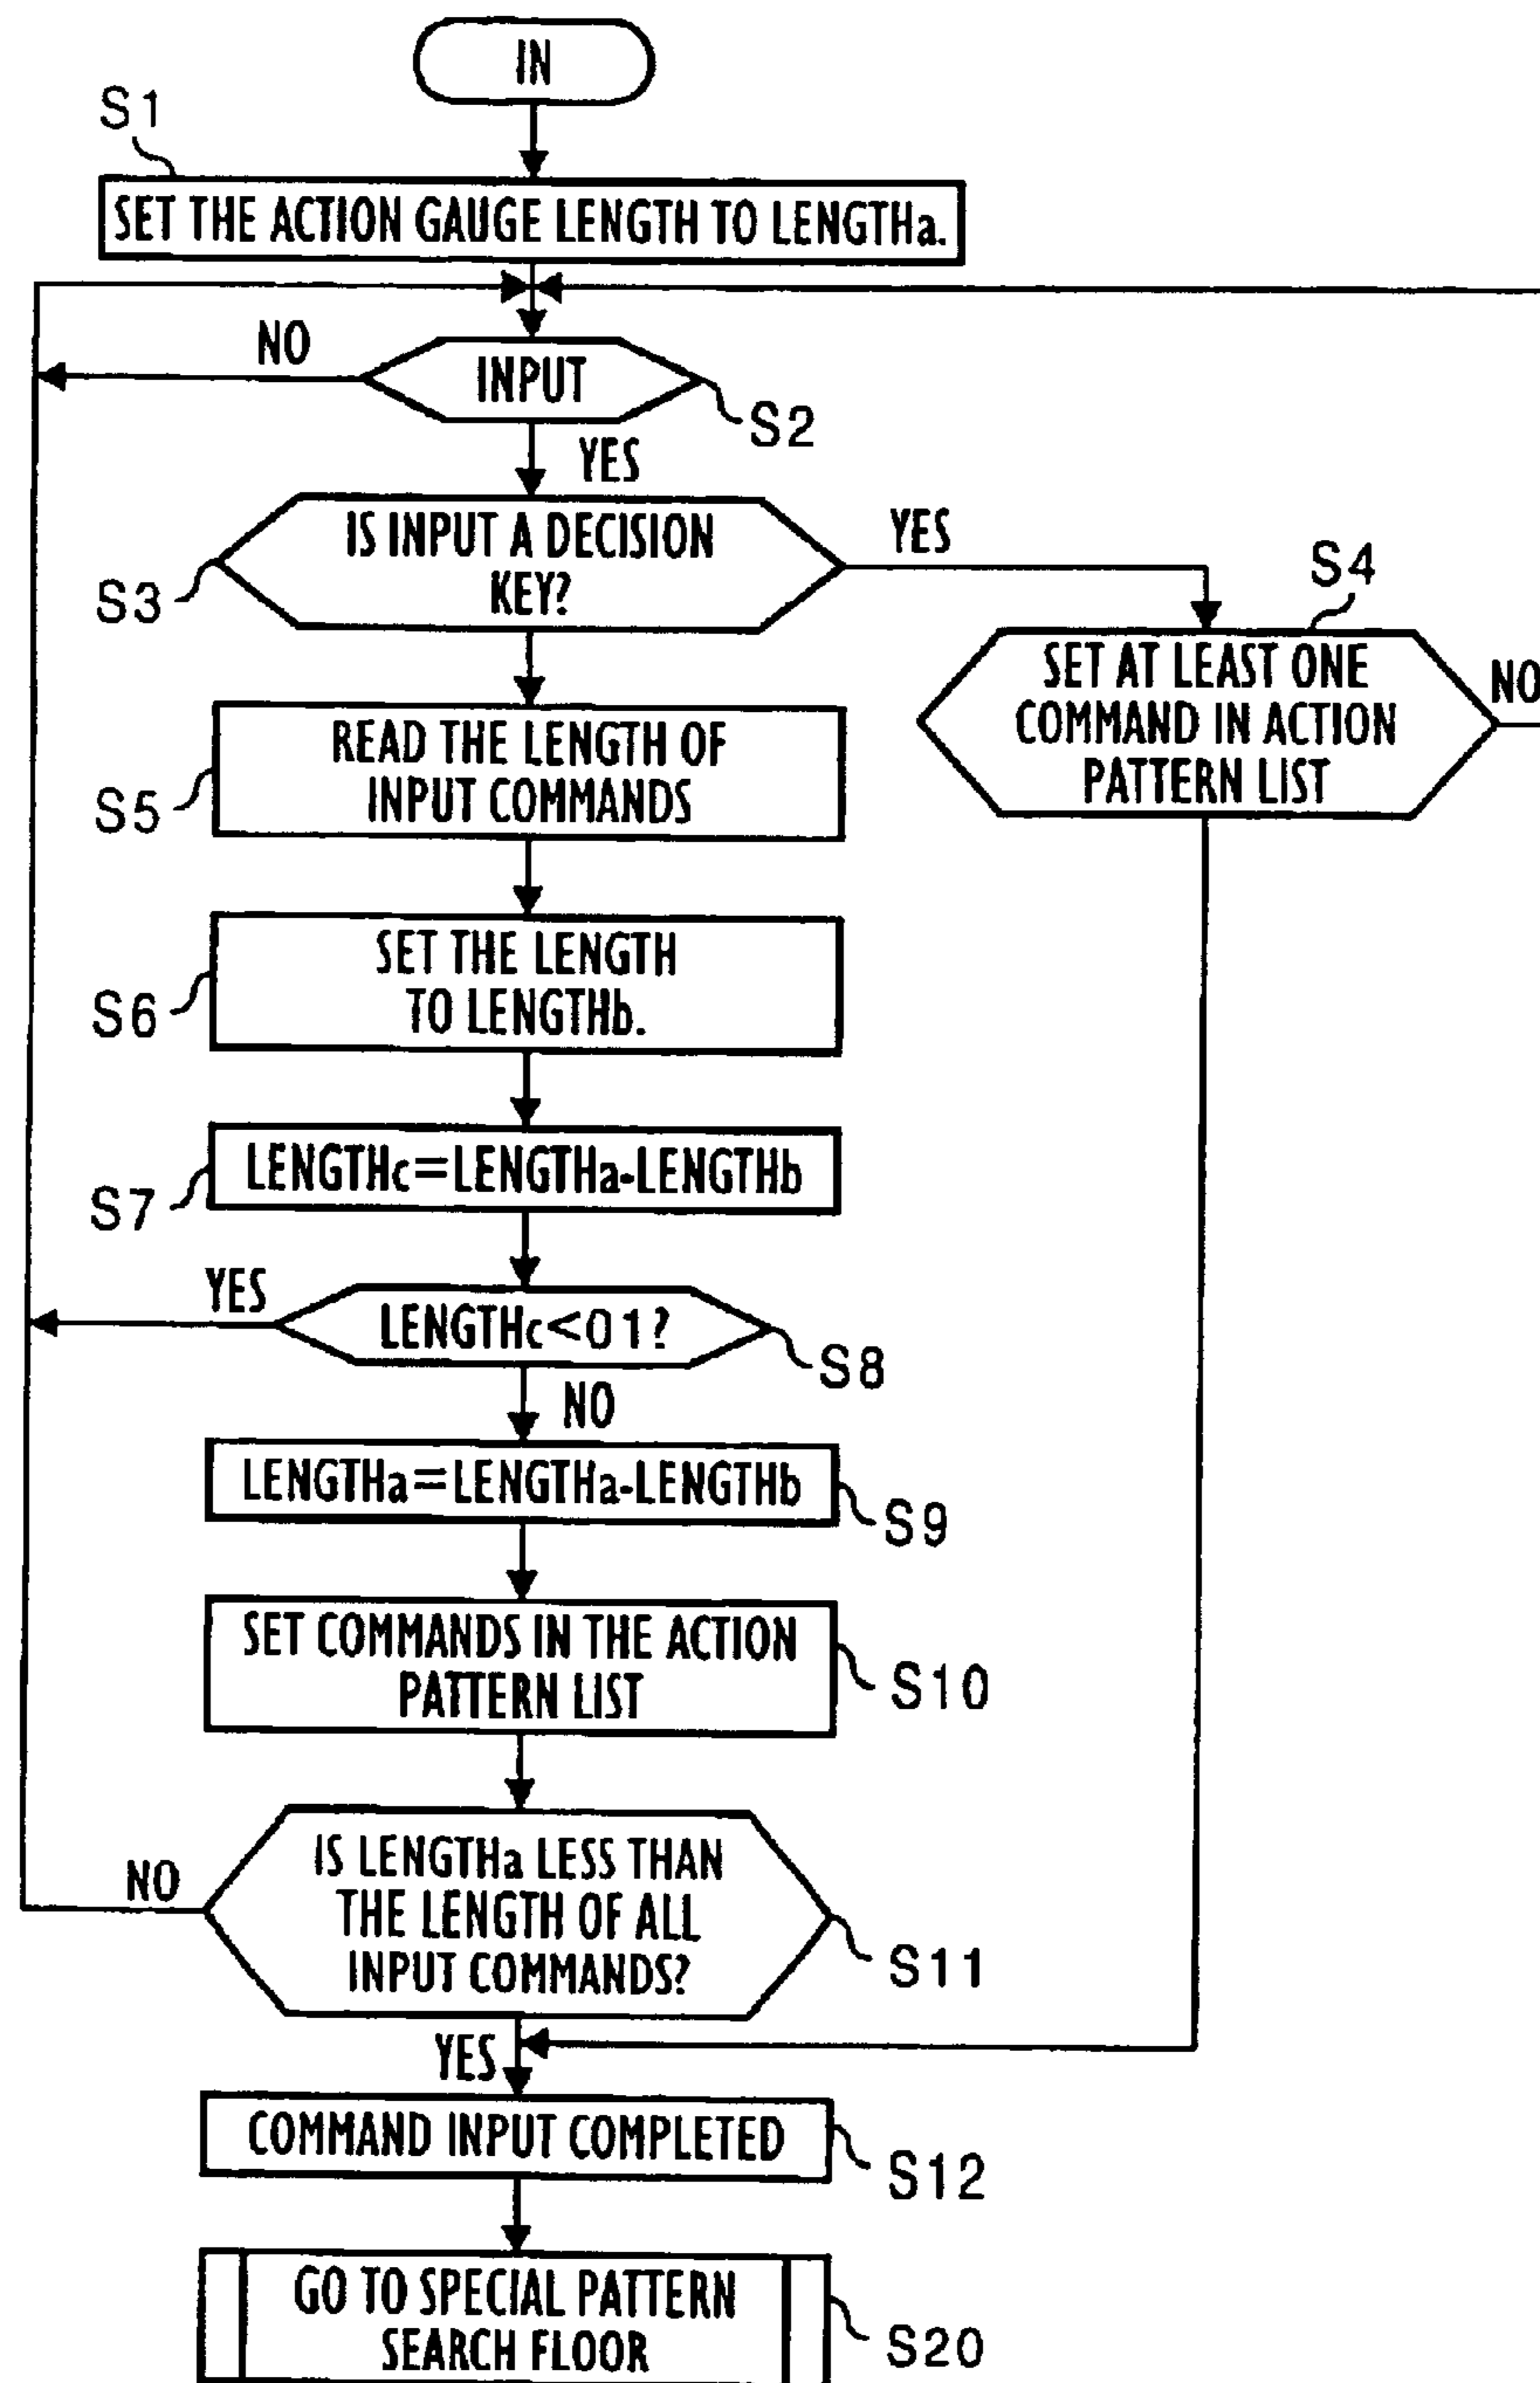 IN
S1
SET THE ACTION GAUGE LENGTH TO LENGTHa.
NO
INPUT
S2
YES
IS INPUT A DECISION
KEY?
S3
YES
S4
SET AT LEAST ONE
COMMAND IN ACTION
PATTERN LIST
NO
READ THE LENGTH OF
INPUT COMMANDS
S5
SET THE LENGTH
TO LENGTHb.
S6
LENGTHc=LENGTHa-LENGTHb
S7
YES
LENGTHc<01?
S8
NO
LENGTHa=LENGTHa-LENGTHb
S9
SET COMMANDS IN THE ACTION
PATTERN LIST
S10
NO
IS LENGTHa LESS THAN
THE LENGTH OF ALL
INPUT COMMANDS?
S11
YES
COMMAND INPUT COMPLETED
S12
GO TO SPECIAL PATTERN
SEARCH FLOOR
S20